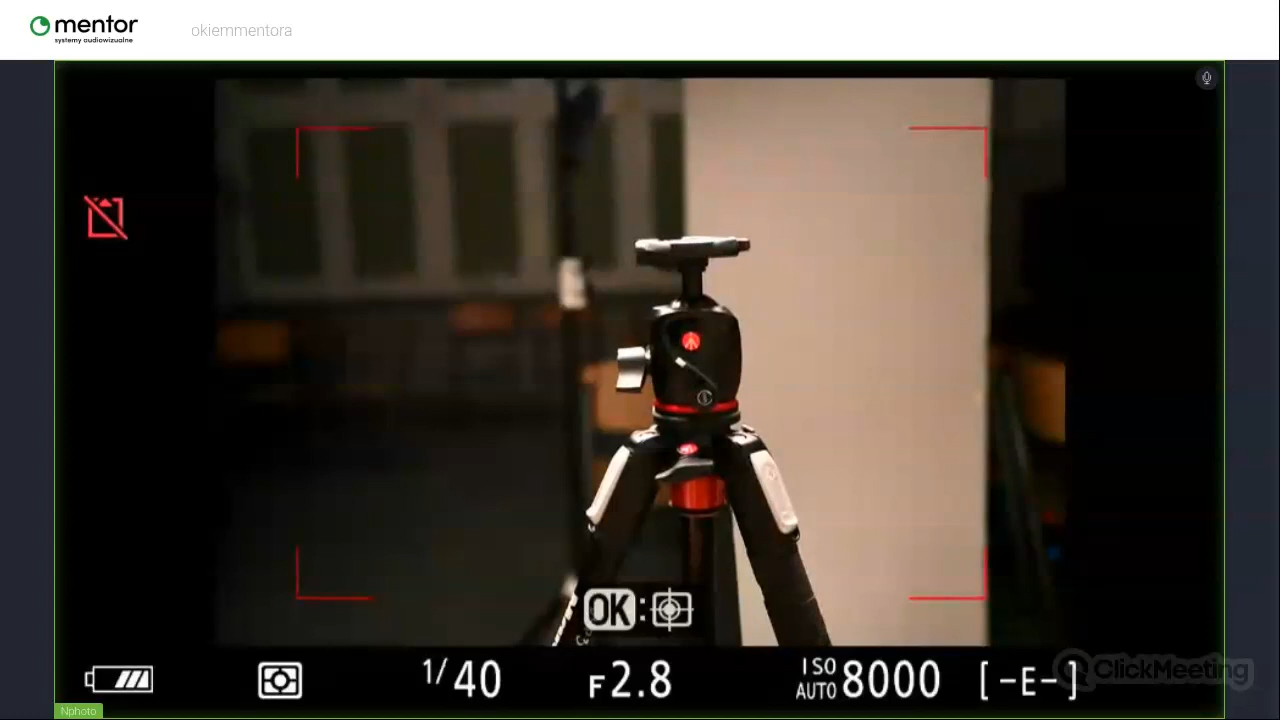 mentor
systemy audiowizualne
okiemmentora
OK :
1/40
F2.8
ISO AUTO 8000
[-E-]
ClickMeeting
Nphoto